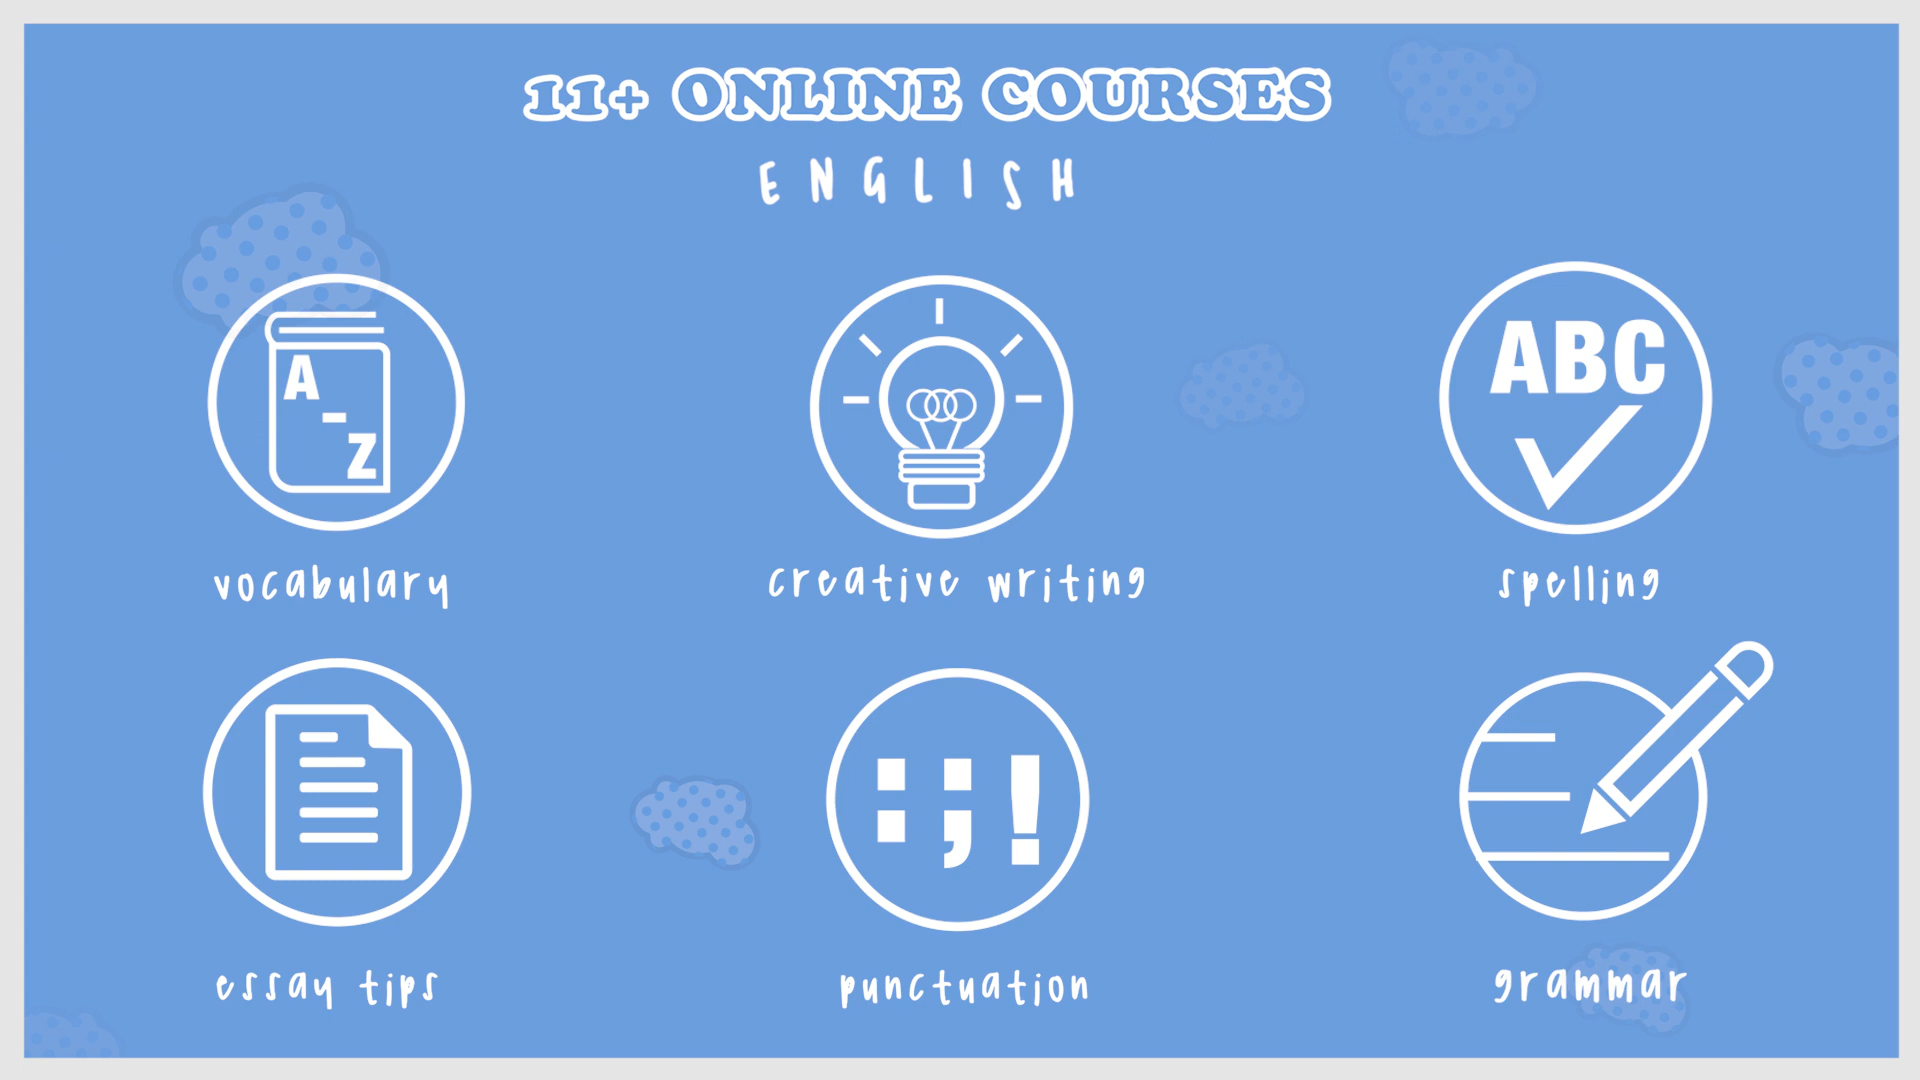 11+ ONLINE COURSES
ENGLISH
A
-
Z
ABC
vocabulary
creative writing
spelling
:;!
essay tips
punctuation
grammar